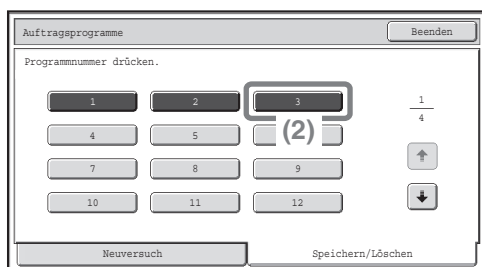 Auftragsprogramme Beenden
Programmnummer drücken.
1 2 3 1
4
4 5 (2)
7 8 9
10 11 12
Neuversuch Speichern/Löschen